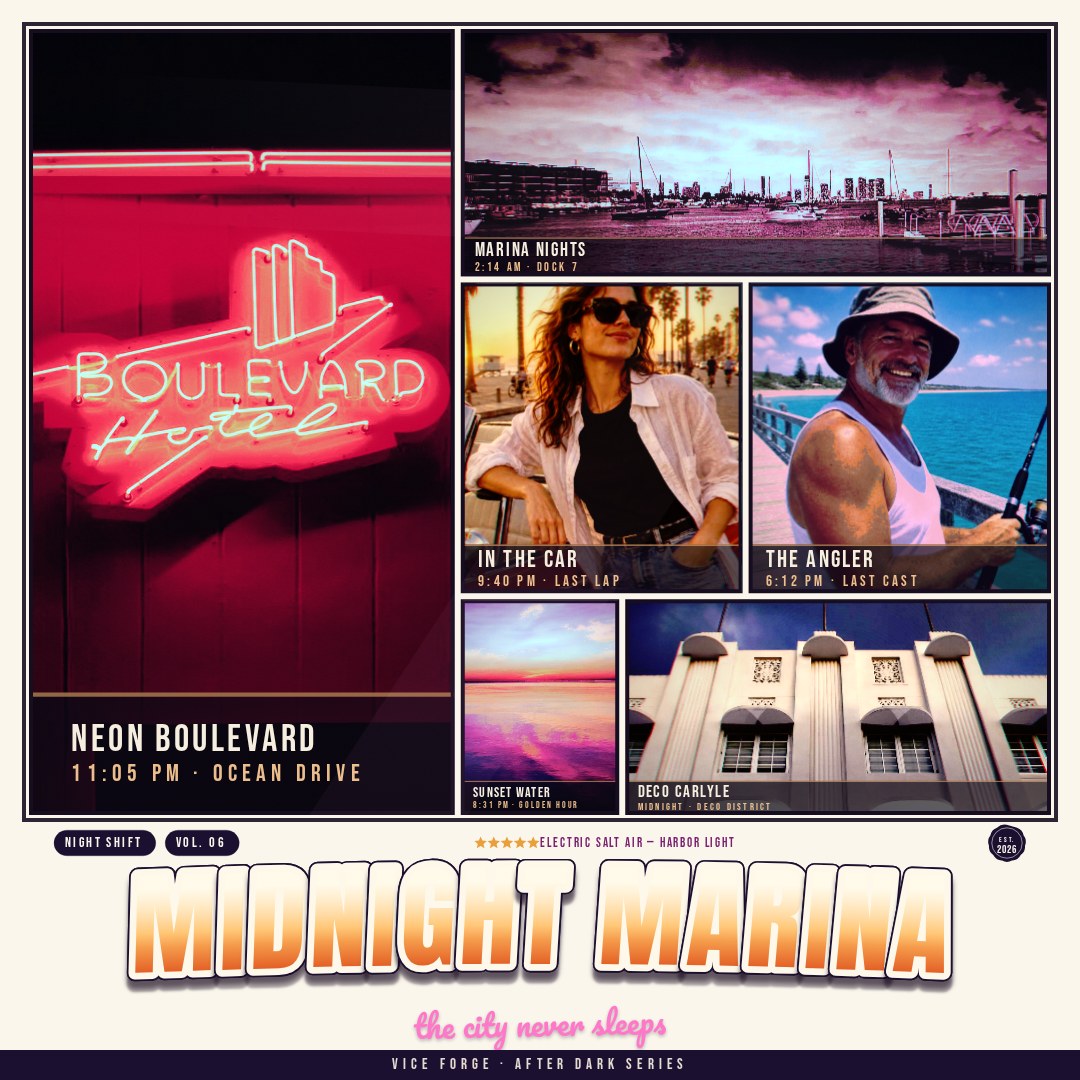 BOULEVARD
Hotel
NEON BOULEVARD
11:05 PM · OCEAN DRIVE
MARINA NIGHTS
2:14 AM · DOCK 7
IN THE CAR
9:40 PM · LAST LAP
THE ANGLER
6:12 PM · LAST CAST
SUNSET WATER
8:31 PM · GOLDEN HOUR
DECO CARLYLE
MIDNIGHT · DECO DISTRICT
NIGHT SHIFT
VOL. 06
★★★★★ELECTRIC SALT AIR — HARBOR LIGHT
EST.
2026
MIDNIGHT MARINA
the city never sleeps
VICE FORGE · AFTER DARK SERIES